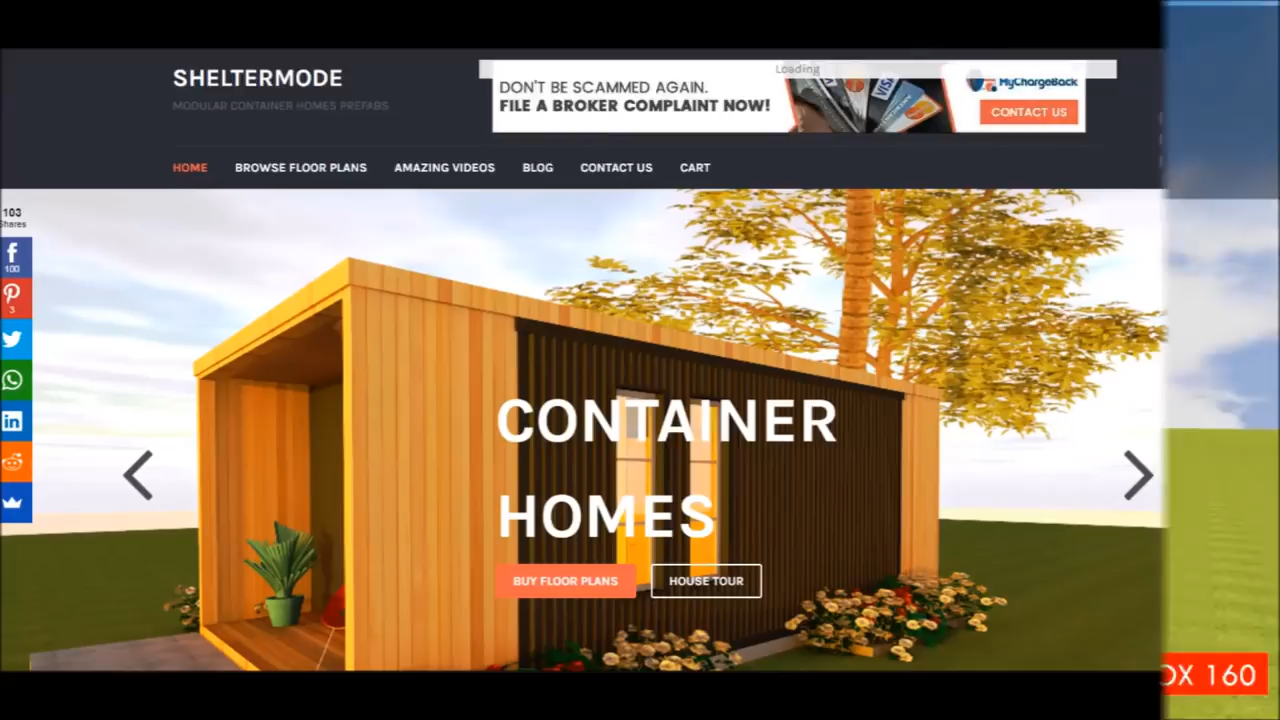 SHELTERMODE
MODULAR CONTAINER HOMES PREFABS
Loading
DON'T BE SCAMMED AGAIN.
FILE A BROKER COMPLAINT NOW!
VISA
MyChargeBack
CONTACT US
HOME BROWSE FLOOR PLANS AMAZING VIDEOS BLOG CONTACT US CART
103
Shares
100
3
CONTAINER
HOMES
BUY FLOOR PLANS HOUSE TOUR
OX 160